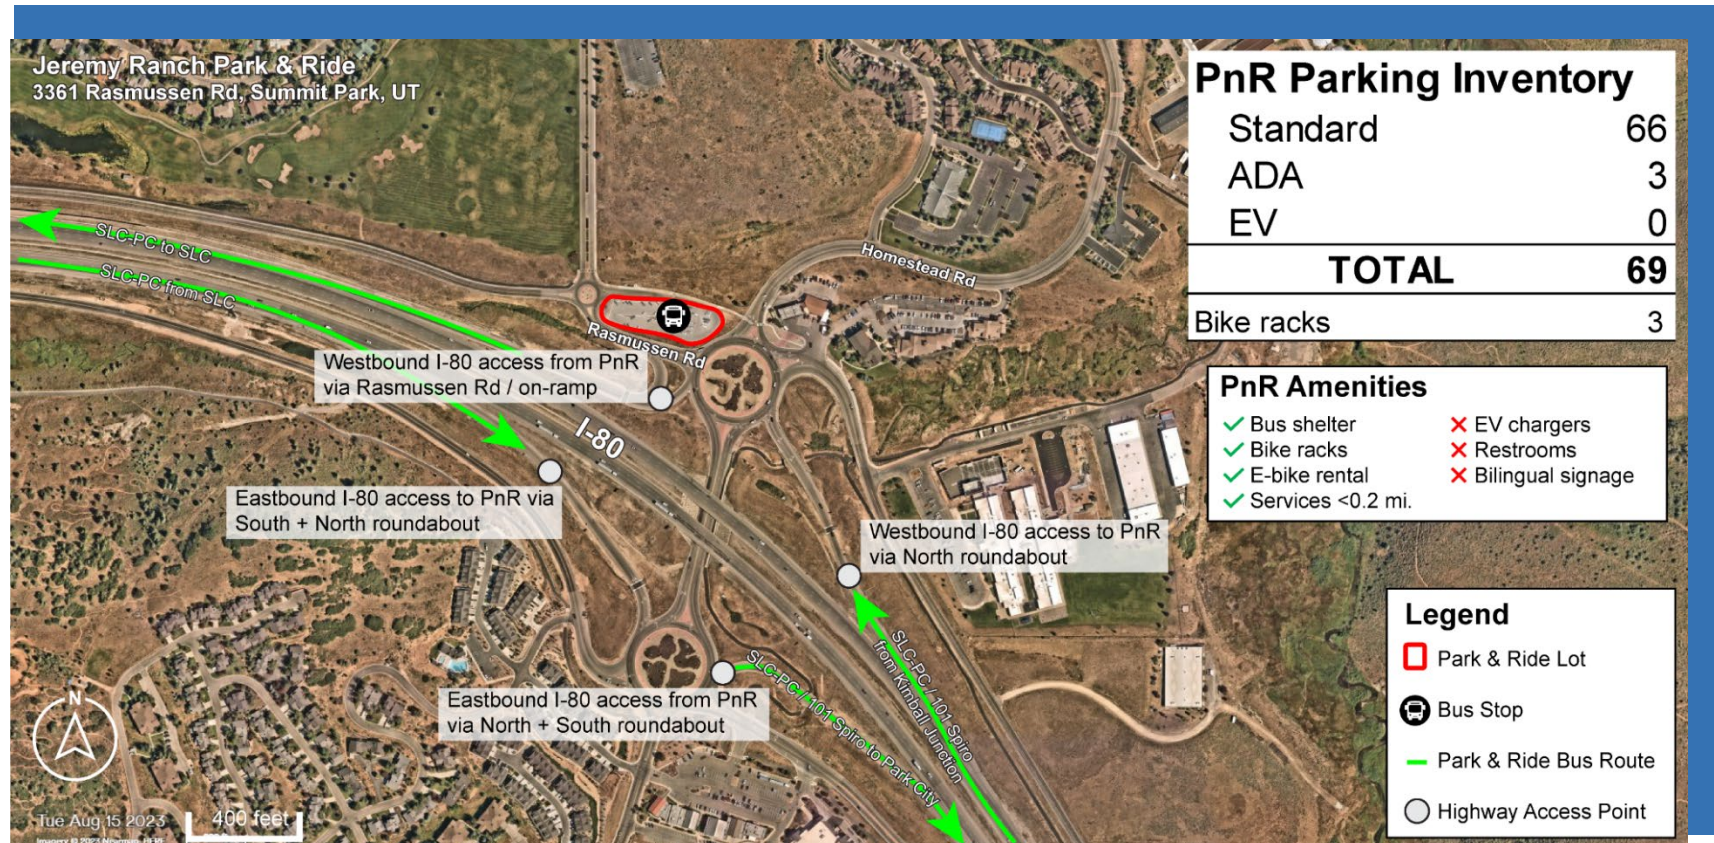 Jeremy Ranch Park & Ride
3361 Rasmussen Rd, Summit Park, UT
PnR Parking Inventory
Standard 66
ADA 3
EV 0
TOTAL 69
Bike racks 3
PnR Amenities
Bus shelter
Bike racks
E-bike rental
Services <0.2 mi.
EV chargers
Restrooms
Bilingual signage
SLC-PC to SLC
SLC-PC from SLC
Homestead Rd
Rasmussen Rd
Westbound I-80 access from PnR
via Rasmussen Rd / on-ramp
I-80
Eastbound I-80 access to PnR via
South + North roundabout
Westbound I-80 access to PnR
via North roundabout
SLC-PC / 101 Spiro
from Kimball Junction
SLC-PC / 101 Spiro to Park City
Eastbound I-80 access from PnR
via North + South roundabout
Legend
Park & Ride Lot
Bus Stop
Park & Ride Bus Route
Highway Access Point
N
Tue Aug 15 2023
400 feet
Imagery © 2023 Nearmap, HERE